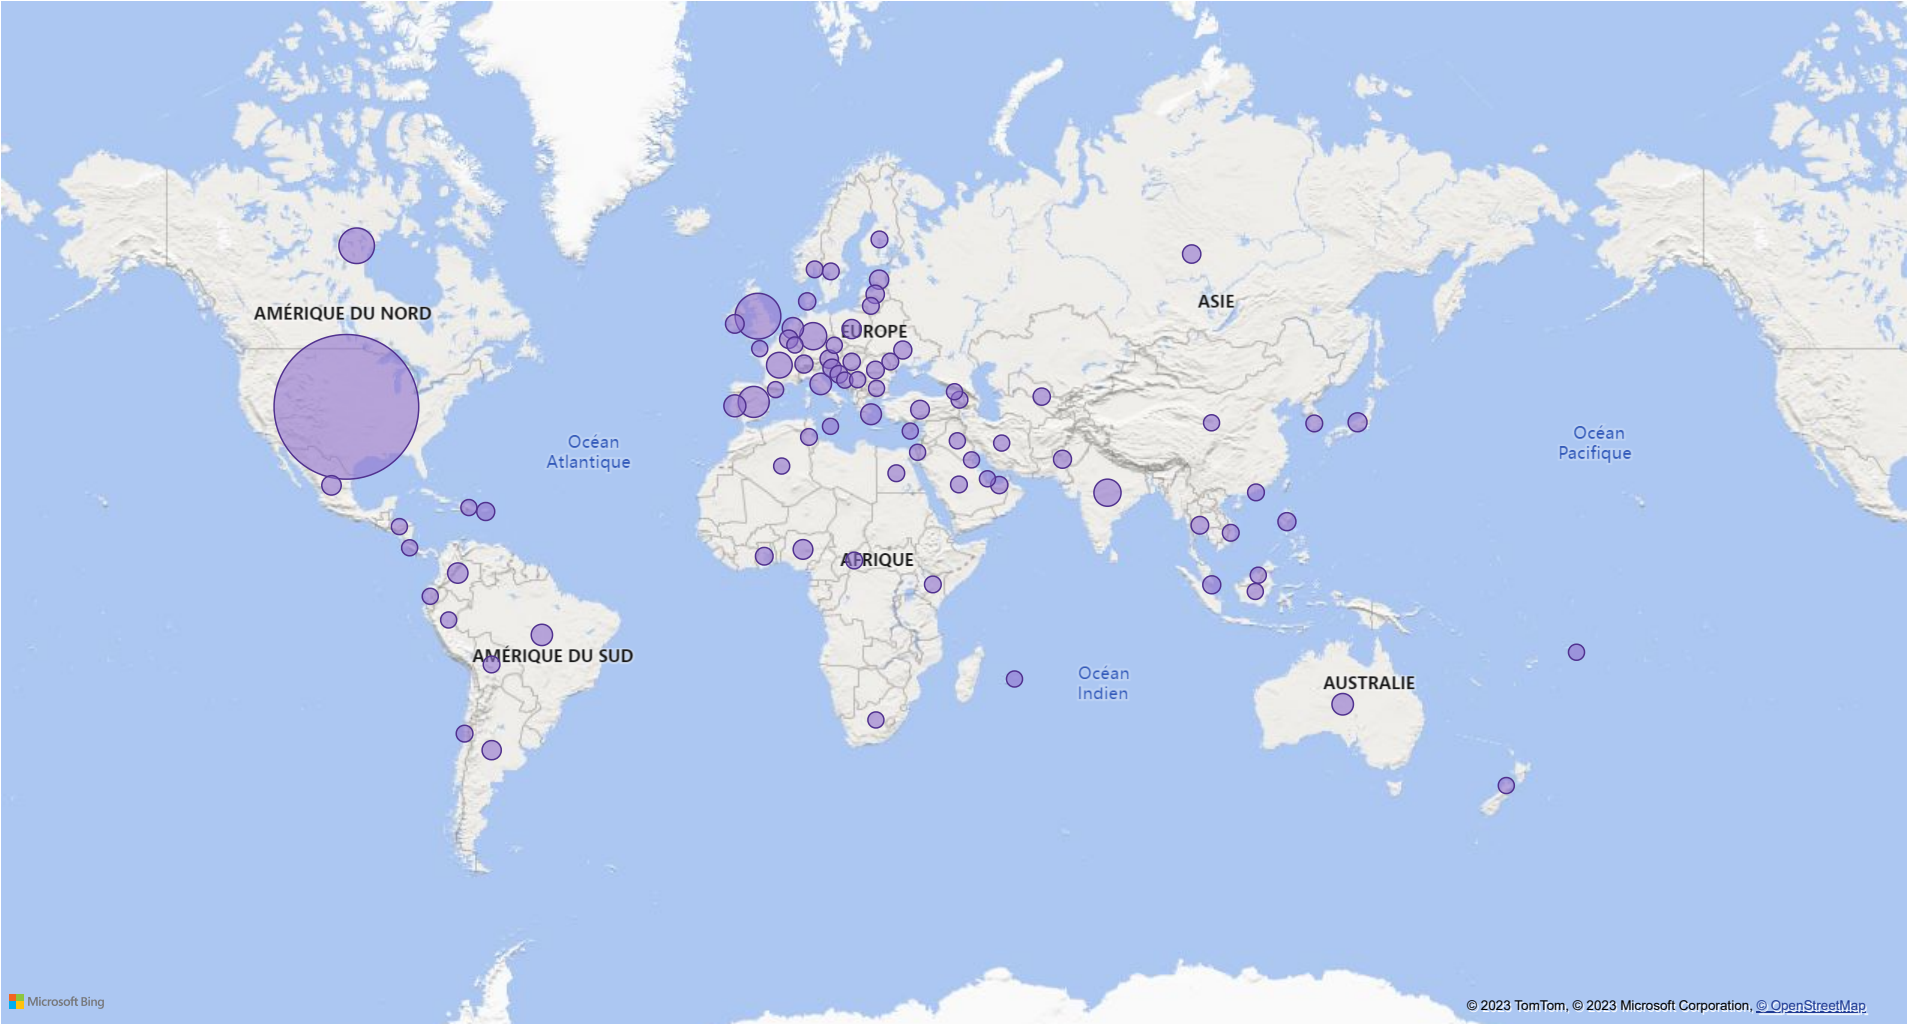 AMÉRIQUE DU NORD
ASIE
EUROPE
Océan
Atlantique
Océan
Pacifique
AFRIQUE
AMÉRIQUE DU SUD
Océan
Indien
AUSTRALIE
Microsoft Bing
© 2023 TomTom, © 2023 Microsoft Corporation, © OpenStreetMap